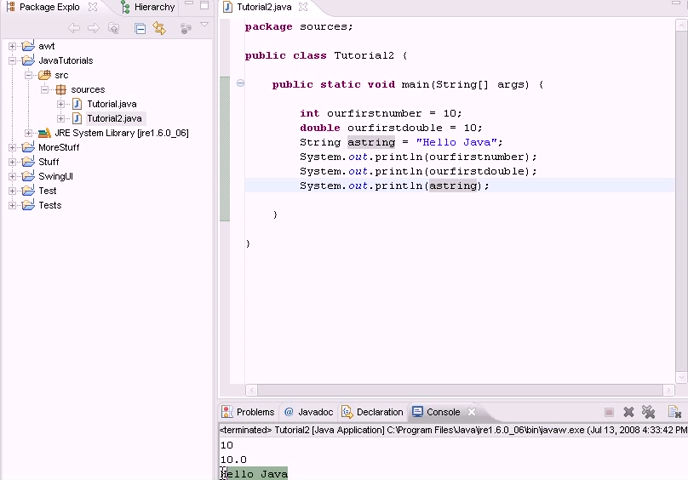 Package Explo
Hierarchy
awt
JavaTutorials
src
sources
Tutorial.java
Tutorial2.java
JRE System Library [jre1.6.0_06]
MoreStuff
Stuff
SwingUI
Test
Tests
Tutorial2.java
package sources;
public class Tutorial2 {
public static void main(String[] args) {
int ourfirstnumber = 10;
double ourfirstdouble = 10;
String astring = "Hello Java";
System.out.println(ourfirstnumber);
System.out.println(ourfirstdouble);
System.out.println(astring);
}
}
Problems @ Javadoc Declaration Console
<terminated> Tutorial2 [Java Application] C:\Program Files\Java\jre1.6.0_06\bin\javaw.exe (Jul 13, 2008 4:33:42 PM
10
10.0
Hello Java